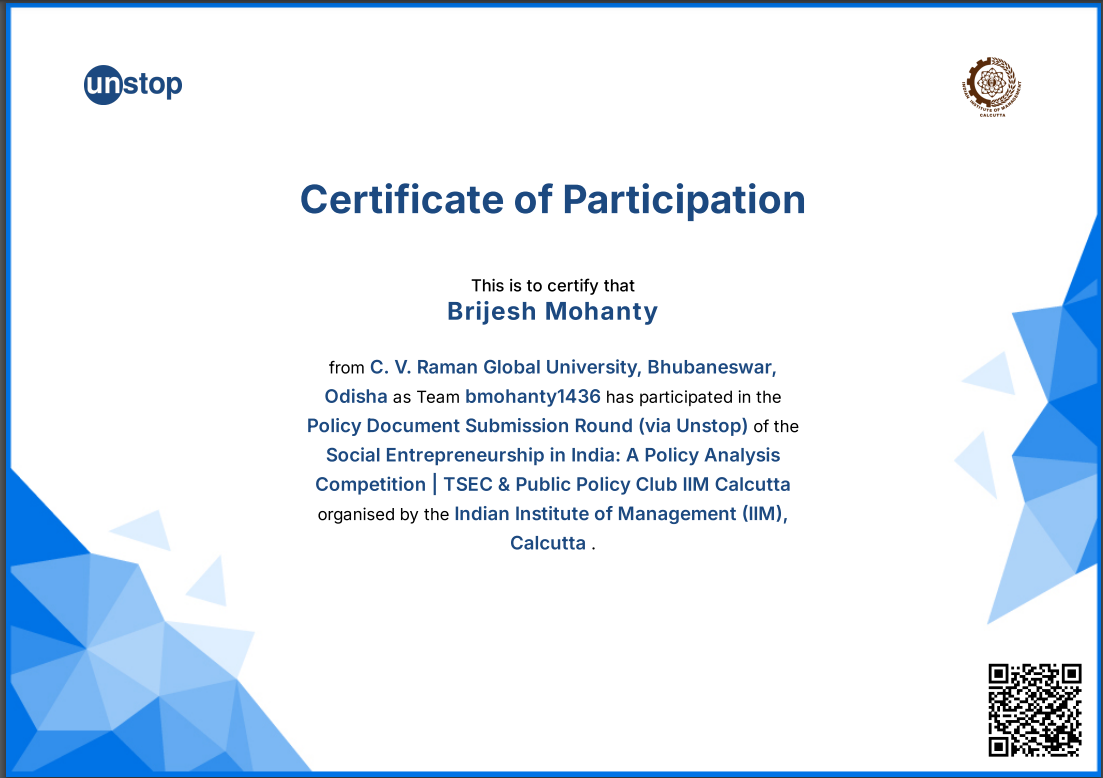 unstop
INDIAN INSTITUTE OF MANAGEMENT
CALCUTTA
Certificate of Participation
This is to certify that
Brijesh Mohanty
from C. V. Raman Global University, Bhubaneswar,
Odisha as Team bmohanty1436 has participated in the
Policy Document Submission Round (via Unstop) of the
Social Entrepreneurship in India: A Policy Analysis
Competition | TSEC & Public Policy Club IIM Calcutta
organised by the Indian Institute of Management (IIM),
Calcutta .